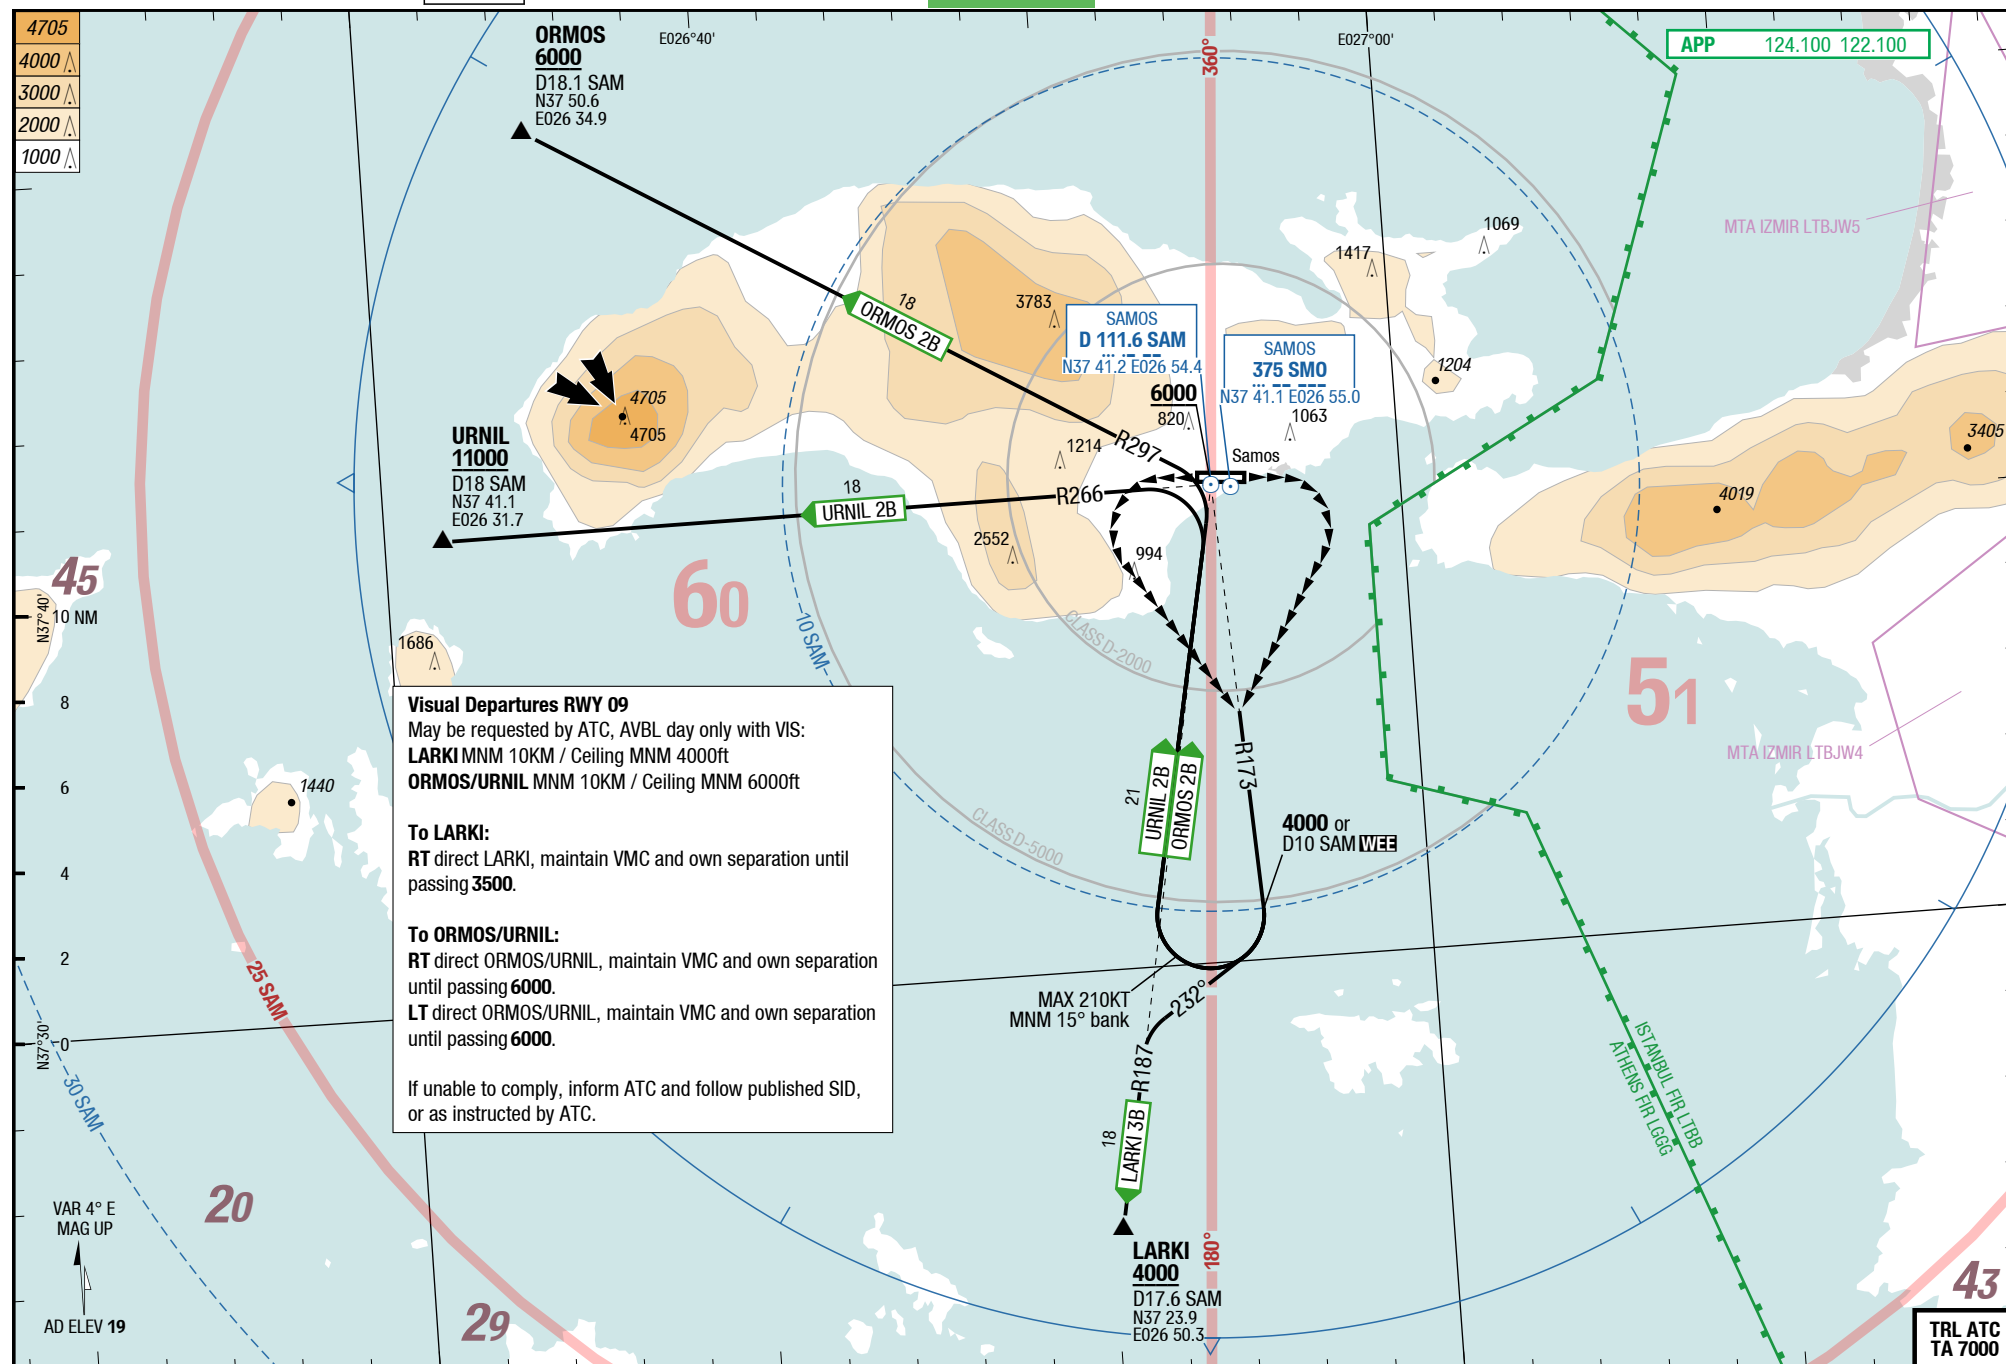 4705
4000
3000
2000
1000
ORMOS
6000
D18.1 SAM
N37 50.6
E026 34.9
E026°40'
360°
E027°00'
APP 124.100 122.100
MTA IZMIR LTBJW5
1069
1417
3783
18
ORMOS 2B
SAMOS
D 111.6 SAM
N37 41.2 E026 54.4
SAMOS
375 SMO
N37 41.1 E026 55.0
1204
6000
820
1063
4705
4705
URNIL
11000
D18 SAM
N37 41.1
E026 31.7
R297
1214
Samos
3405
4019
18
URNIL 2B
R266
2552
994
45
60
51
N37°40'
10 NM
8
6
4
2
0
N37°30'
10 SAM
CLASS D-2000
CLASS D-5000
1686
1440
Visual Departures RWY 09
May be requested by ATC, AVBL day only with VIS:
LARKI MNM 10KM / Ceiling MNM 4000ft
ORMOS/URNIL MNM 10KM / Ceiling MNM 6000ft
To LARKI:
RT direct LARKI, maintain VMC and own separation until
passing 3500.
To ORMOS/URNIL:
RT direct ORMOS/URNIL, maintain VMC and own separation
until passing 6000.
LT direct ORMOS/URNIL, maintain VMC and own separation
until passing 6000.
If unable to comply, inform ATC and follow published SID,
or as instructed by ATC.
MTA IZMIR LTBJW4
R173
21
URNIL 2B
ORMOS 2B
4000 or
D10 SAM WEE
25 SAM
30 SAM
MAX 210KT
MNM 15° bank
232°
R187
18
LARKI 3B
ISTANBUL FIR LTBB
ATHENS FIR LGGG
20
29
43
VAR 4° E
MAG UP
AD ELEV 19
LARKI
4000
D17.6 SAM
N37 23.9
E026 50.3
180°
TRL ATC
TA 7000